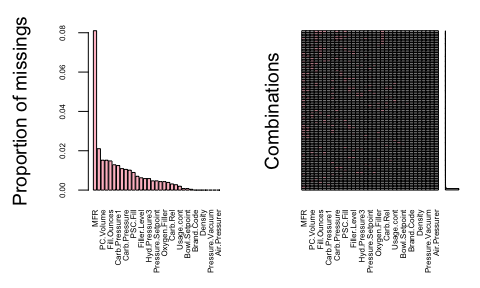 Proportion of missings
0.08
0.06
0.04
0.02
0.00
MFR
PC.Volume
Fill.Ounces
Carb.Pressure1
Carb.Pressure
PSC.Fill
Filler.Level
Hyd.Pressure3
Pressure.Setpoint
Oxygen.Filler
Carb.Rel
Usage.cont
Bowl.Setpoint
Brand.Code
Density
Pressure.Vacuum
Air.Pressurer
Combinations
MFR
PC.Volume
Fill.Ounces
Carb.Pressure1
Carb.Pressure
PSC.Fill
Filler.Level
Hyd.Pressure3
Pressure.Setpoint
Oxygen.Filler
Carb.Rel
Usage.cont
Bowl.Setpoint
Brand.Code
Density
Pressure.Vacuum
Air.Pressurer